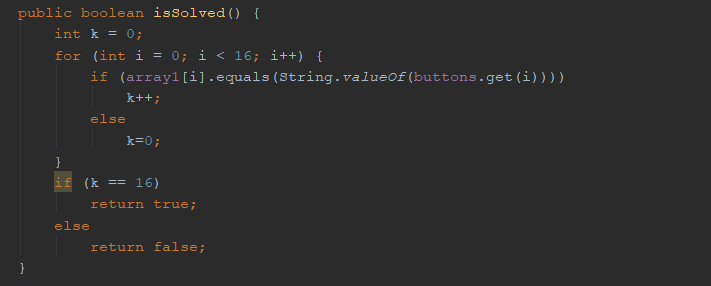 public boolean isSolved() {
int k = 0;
for (int i = 0; i < 16; i++) {
if (array1[i].equals(String.valueOf(buttons.get(i))))
k++;
else
k=0;
}
if (k == 16)
return true;
else
return false;
}